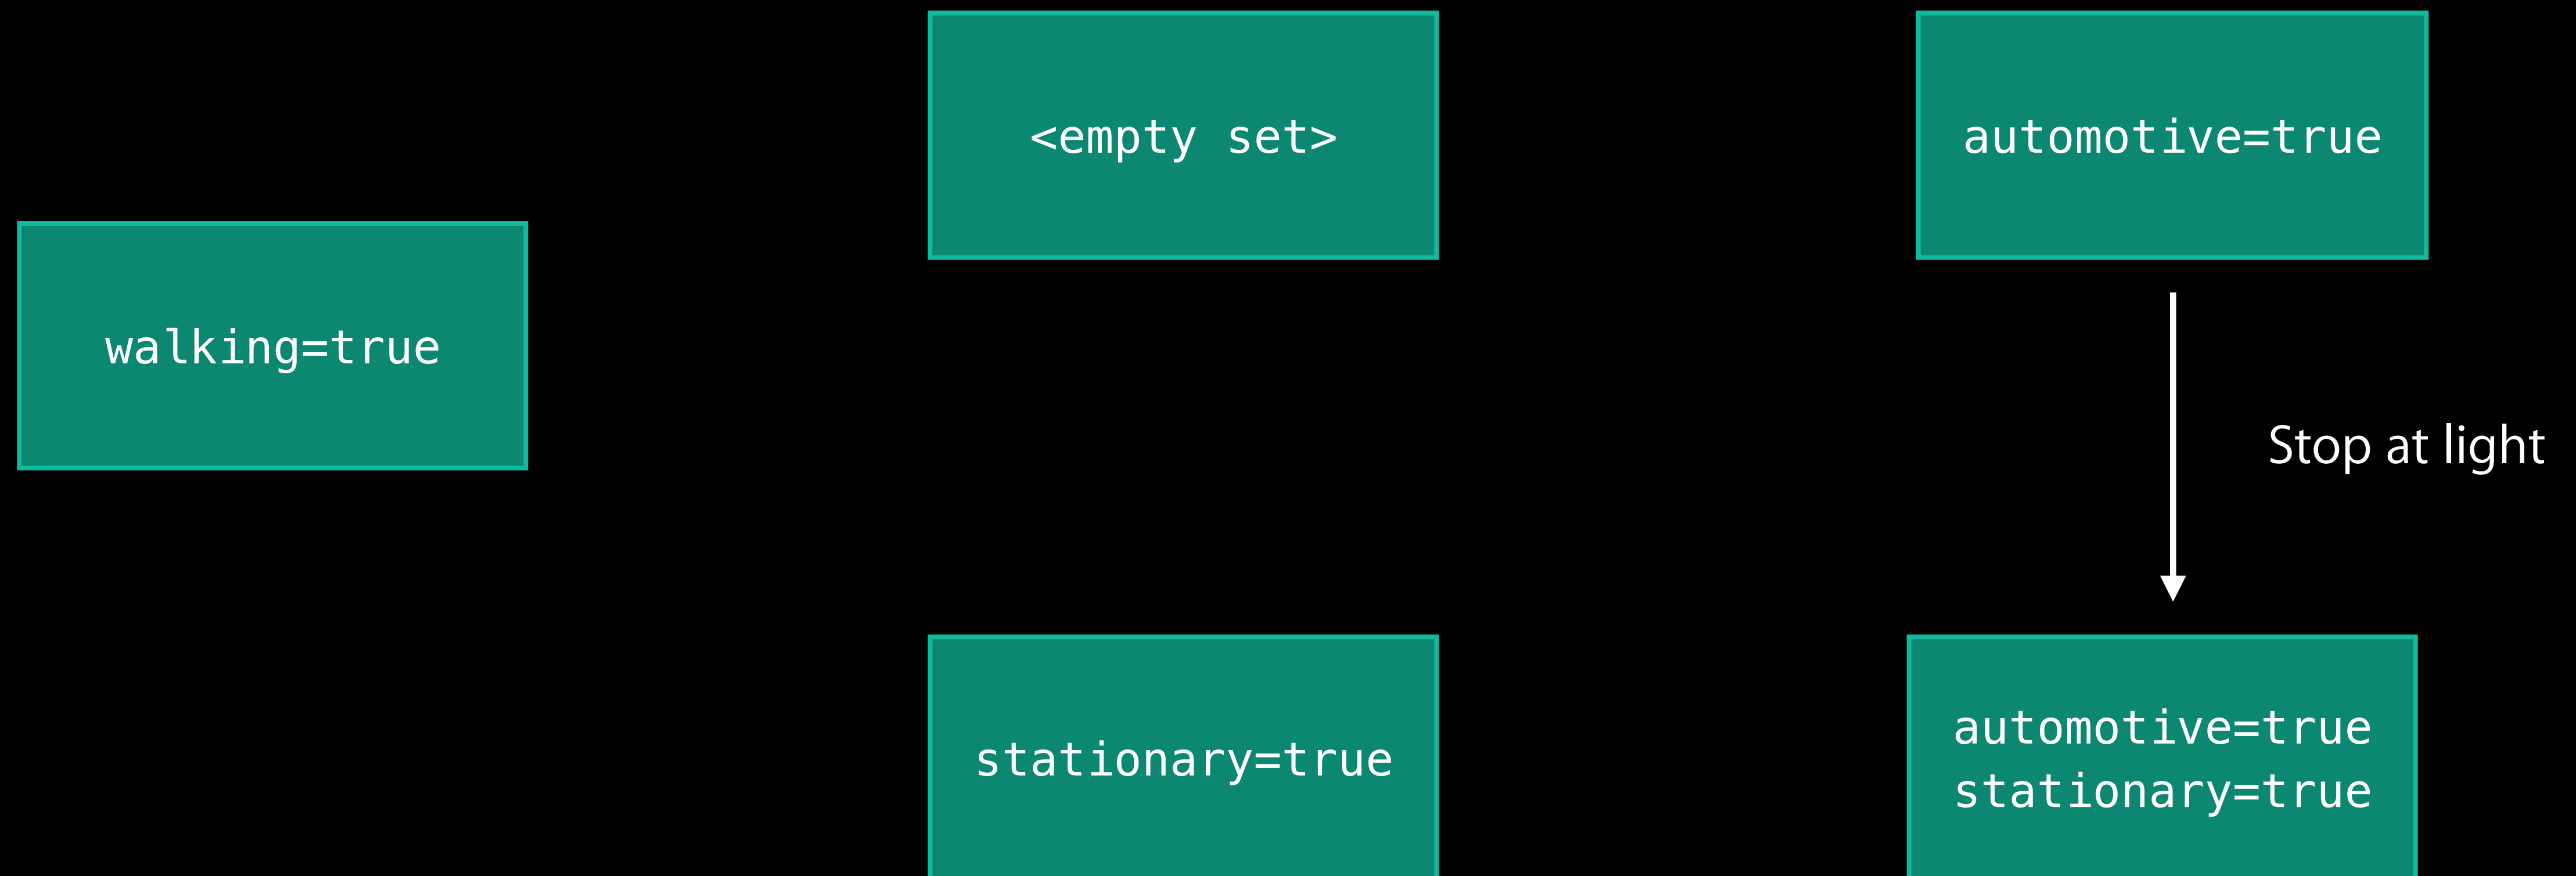 <empty set>
automotive=true
walking=true
Stop at light
stationary=true
automotive=true
stationary=true